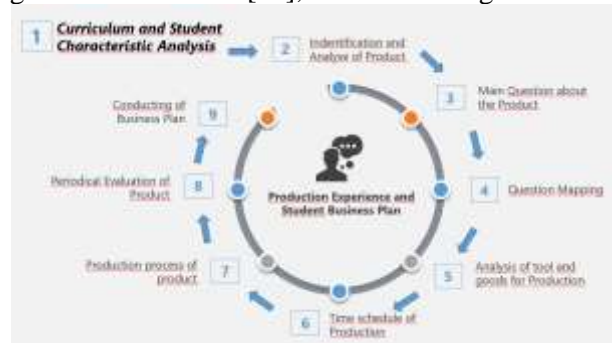 1 Curriculum and Student
Characteristic Analysis
2 Indentification and
Analyse of Product
3 Main Question about
the Product
4 Question Mapping
5 Analysis of tool and
goods for Production
6 Time schedule of
Production
7 Production process of
product
8 Periodical Evaluation of
Product
9 Conducting of
Business Plan
Production Experience and
Student Business Plan